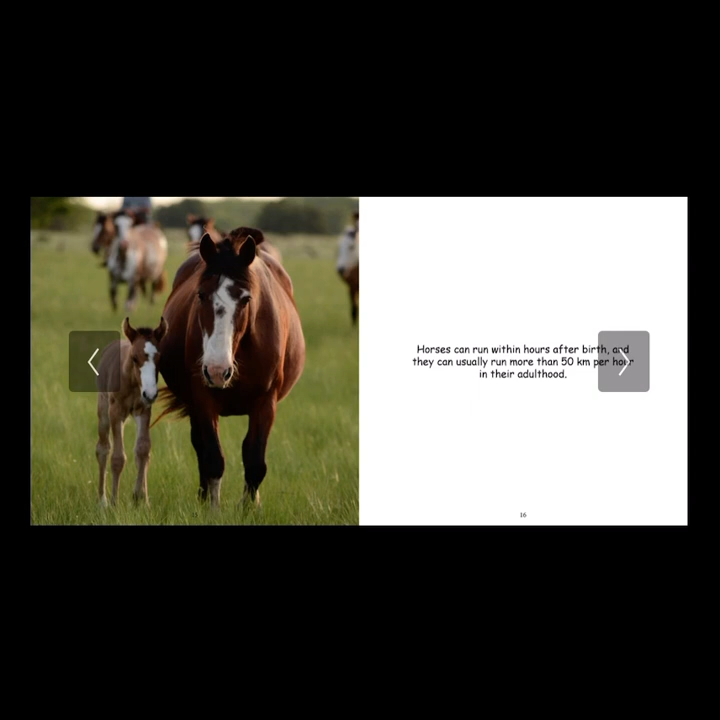 Horses can run within hours after birth, and
they can usually run more than 50 km per hour
in their adulthood.
16